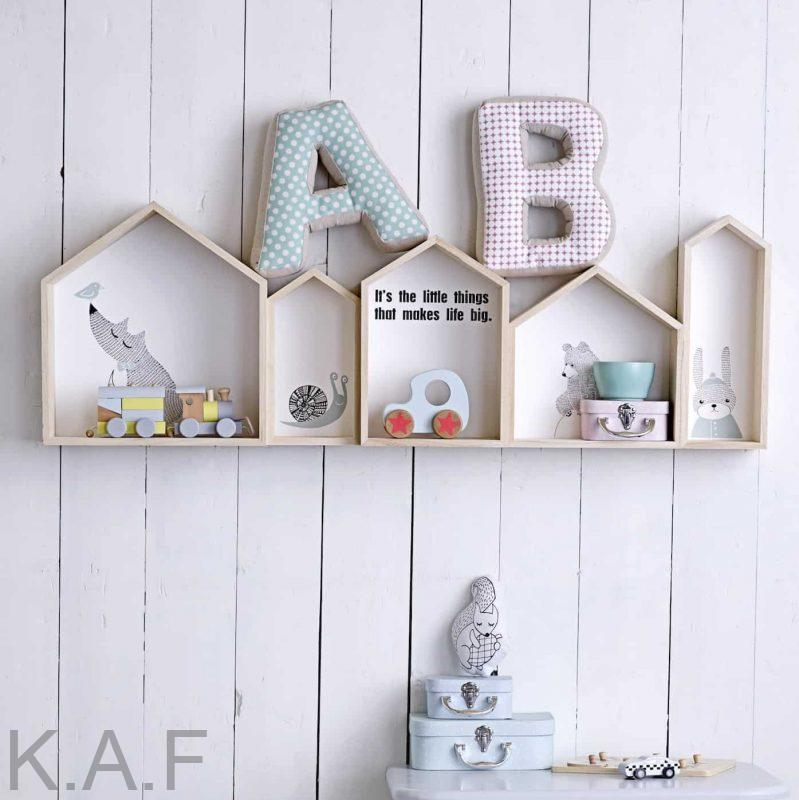 A B
It's the little things
that makes life big.
K.A.F